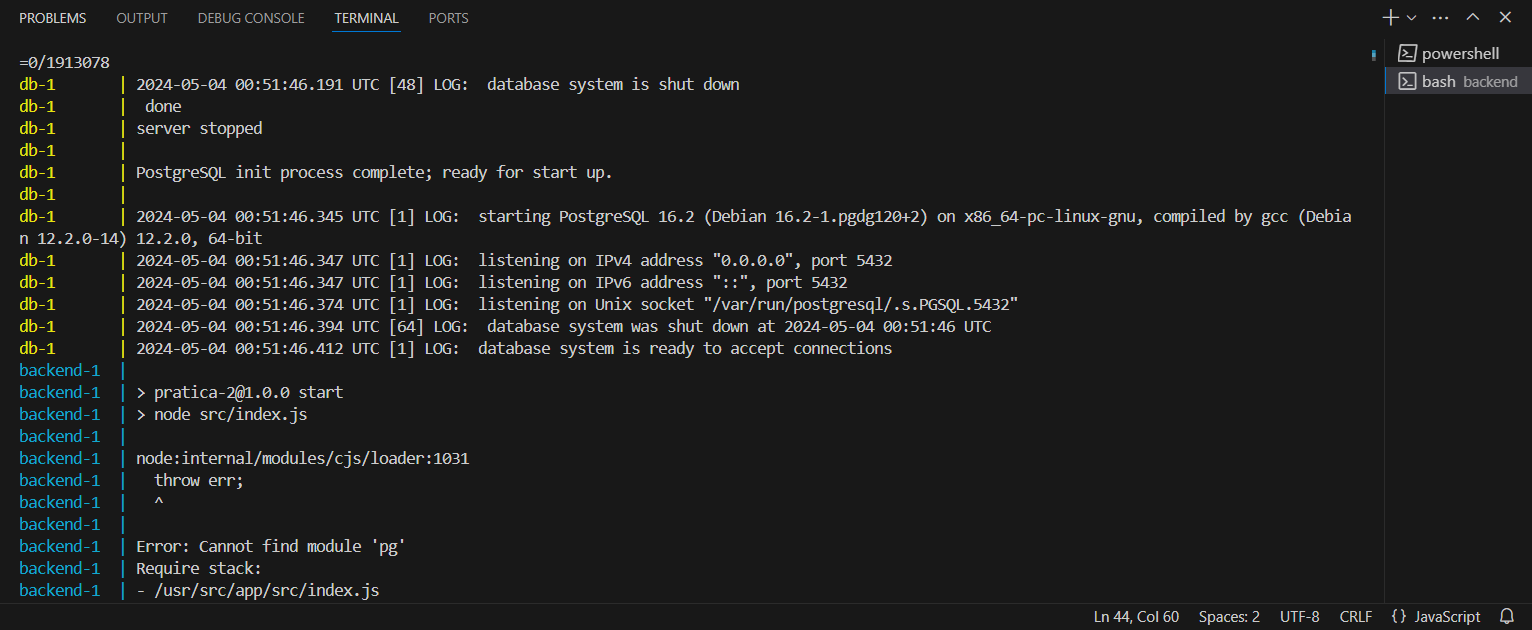 PROBLEMS OUTPUT DEBUG CONSOLE TERMINAL PORTS
powershell
bash backend
=0/1913078
db-1 | 2024-05-04 00:51:46.191 UTC [48] LOG:  database system is shut down
db-1 |  done
db-1 | server stopped
db-1 |
db-1 | PostgreSQL init process complete; ready for start up.
db-1 |
db-1 | 2024-05-04 00:51:46.345 UTC [1] LOG:  starting PostgreSQL 16.2 (Debian 16.2-1.pgdg120+2) on x86_64-pc-linux-gnu, compiled by gcc (Debia
n 12.2.0-14) 12.2.0, 64-bit
db-1 | 2024-05-04 00:51:46.347 UTC [1] LOG:  listening on IPv4 address "0.0.0.0", port 5432
db-1 | 2024-05-04 00:51:46.347 UTC [1] LOG:  listening on IPv6 address "::", port 5432
db-1 | 2024-05-04 00:51:46.374 UTC [1] LOG:  listening on Unix socket "/var/run/postgresql/.s.PGSQL.5432"
db-1 | 2024-05-04 00:51:46.394 UTC [64] LOG:  database system was shut down at 2024-05-04 00:51:46 UTC
db-1 | 2024-05-04 00:51:46.412 UTC [1] LOG:  database system is ready to accept connections
backend-1 |
backend-1 | > pratica-2@1.0.0 start
backend-1 | > node src/index.js
backend-1 |
backend-1 | node:internal/modules/cjs/loader:1031
backend-1 |   throw err;
backend-1 |   ^
backend-1 |
backend-1 | Error: Cannot find module 'pg'
backend-1 | Require stack:
backend-1 | - /usr/src/app/src/index.js
Ln 44, Col 60 Spaces: 2 UTF-8 CRLF {} JavaScript